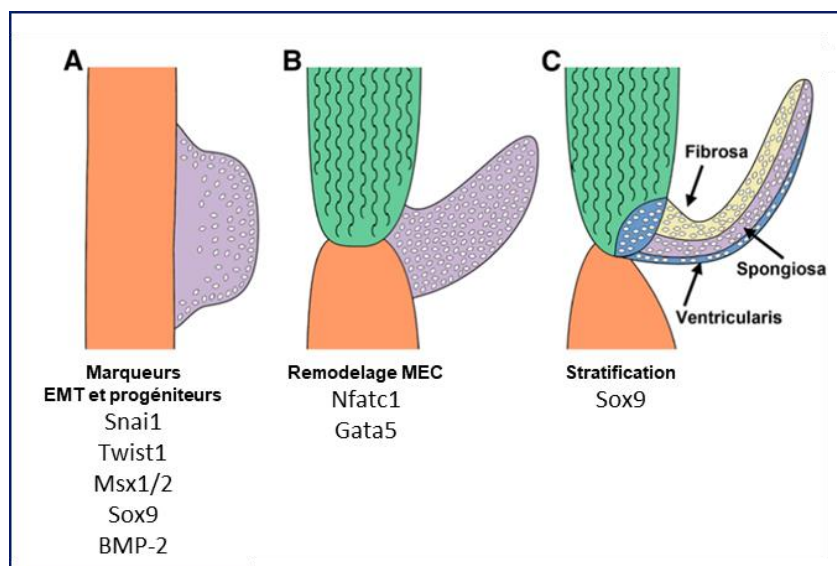 A
B
C
Fibrosa
Spongiosa
Ventricularis
Marqueurs
EMT et progéniteurs
Snai1
Twist1
Msx1/2
Sox9
BMP-2
Remodelage MEC
Nfatc1
Gata5
Stratification
Sox9